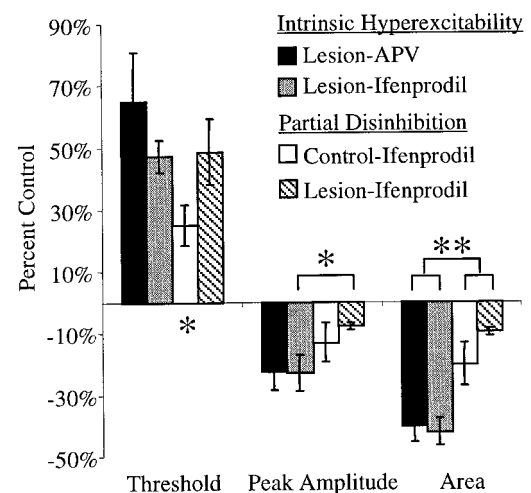 90%
70%
50%
30%
10%
-10%
-30%
-50%
Percent Control
Intrinsic Hyperexcitability
Lesion-APV
Lesion-Ifenprodil
Partial Disinhibition
Control-Ifenprodil
Lesion-Ifenprodil
*
*
**
Threshold Peak Amplitude Area